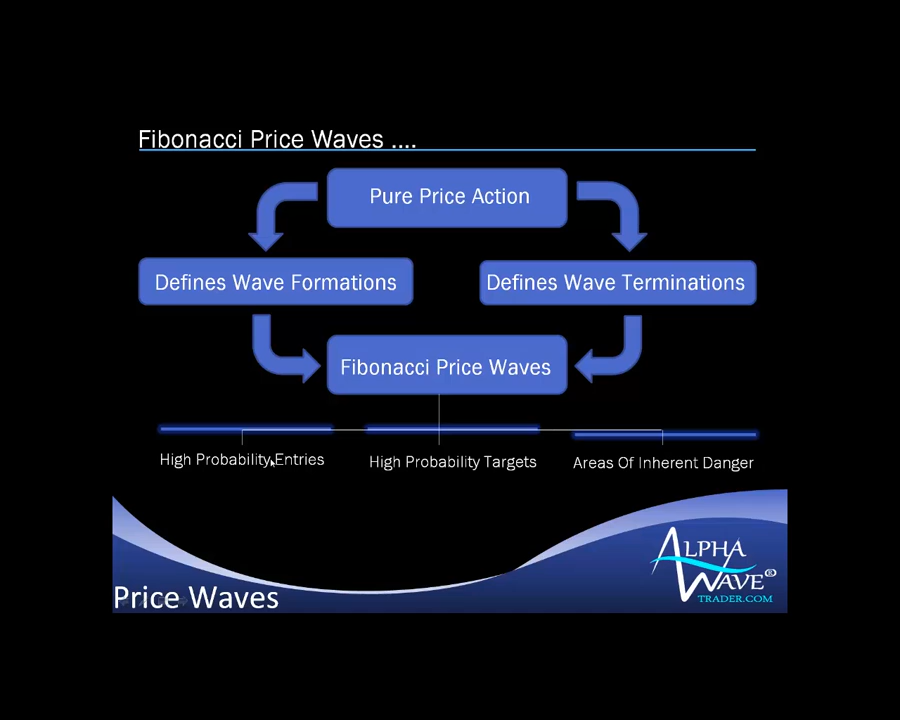 Fibonacci Price Waves ....
Pure Price Action
Defines Wave Formations
Defines Wave Terminations
Fibonacci Price Waves
High Probability Entries
High Probability Targets
Areas Of Inherent Danger
Price Waves
ALPHA
WAVE®
TRADER.COM